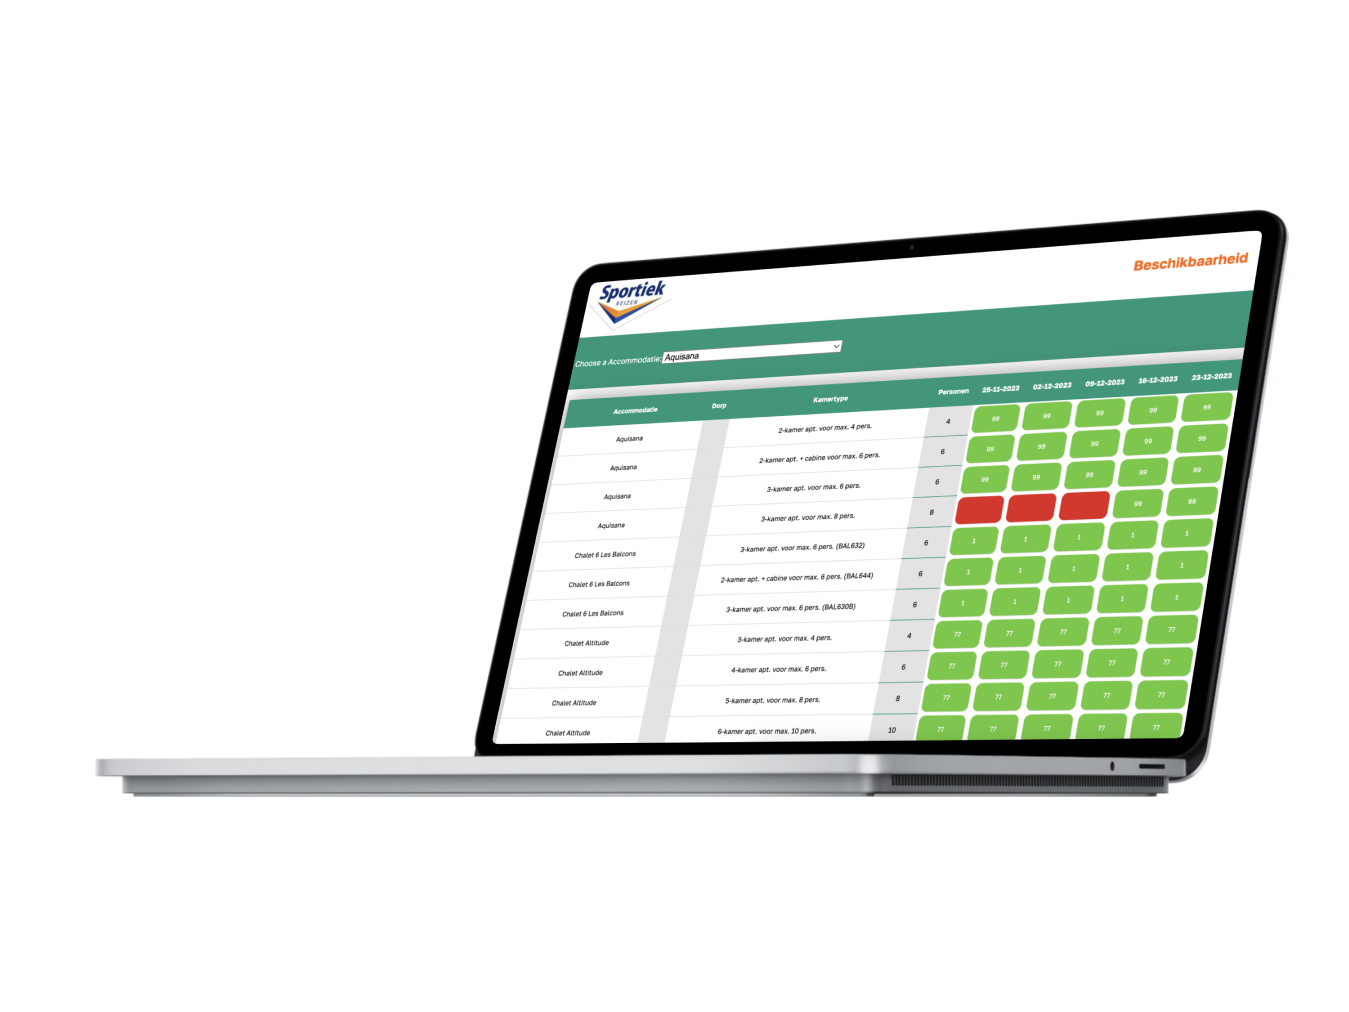 Sportiek
REIZEN
Beschikbaarheid
Choose a Accommodatie: Aquisana
Accommodatie Dorp Kamertype Personen 25-11-2023 02-12-2023 09-12-2023 16-12-2023 23-12-2023
Aquisana 2-kamer apt. voor max. 4 pers. 4 99 99 99 99 99
Aquisana 2-kamer apt. + cabine voor max. 6 pers. 6 99 99 99 99 99
Aquisana 3-kamer apt. voor max. 6 pers. 6 99 99 99 99 99
Aquisana 3-kamer apt. voor max. 8 pers. 8 99 99
Chalet 6 Les Balcons 3-kamer apt. voor max. 6 pers. (BAL632) 6 1 1 1 1 1
Chalet 6 Les Balcons 2-kamer apt. + cabine voor max. 6 pers. (BAL644) 6 1 1 1 1 1
Chalet 6 Les Balcons 3-kamer apt. voor max. 6 pers. (BAL630B) 6 1 1 1 1 1
Chalet Altitude 3-kamer apt. voor max. 4 pers. 4 77 77 77 77 77
Chalet Altitude 4-kamer apt. voor max. 6 pers. 6 77 77 77 77 77
Chalet Altitude 5-kamer apt. voor max. 8 pers. 8 77 77 77 77 77
Chalet Altitude 6-kamer apt. voor max. 10 pers. 10 77 77 77 77 77